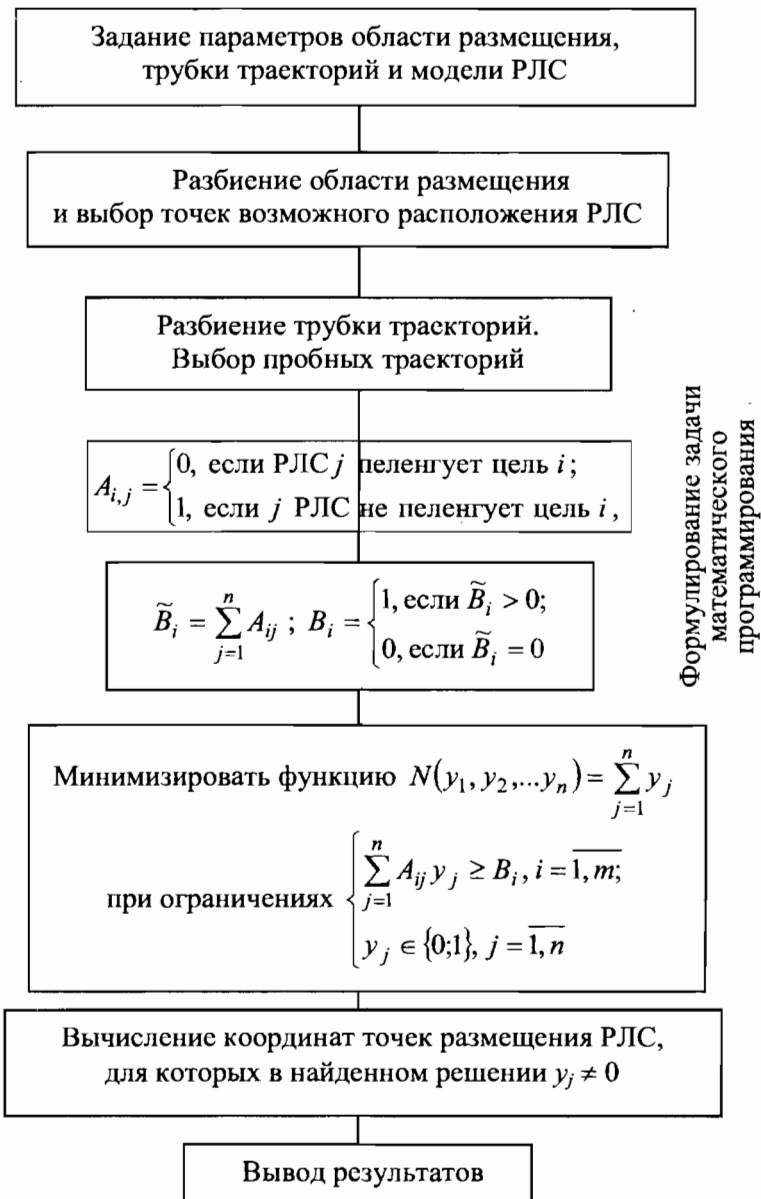 Задание параметров области размещения,
трубки траекторий и модели РЛС
Разбиение области размещения
и выбор точек возможного расположения РЛС
Разбиение трубки траекторий.
Выбор пробных траекторий
A_{i,j} = {0, если РЛС j пеленгует цель i;
1, если j РЛС не пеленгует цель i,
B̃_i = ∑_{j=1}^{n} A_{ij} ; B_i = {1, если B̃_i > 0;
0, если B̃_i = 0
Минимизировать функцию N(y_1, y_2,...y_n) = ∑_{j=1}^{n} y_j
при ограничениях {∑_{j=1}^{n} A_{ij} y_j ≥ B_i, i = \overline{1, m};
y_j ∈ {0;1}, j = \overline{1, n}
Вычисление координат точек размещения РЛС,
для которых в найденном решении y_j ≠ 0
Вывод результатов
Формулирование задачи
математического
программирования